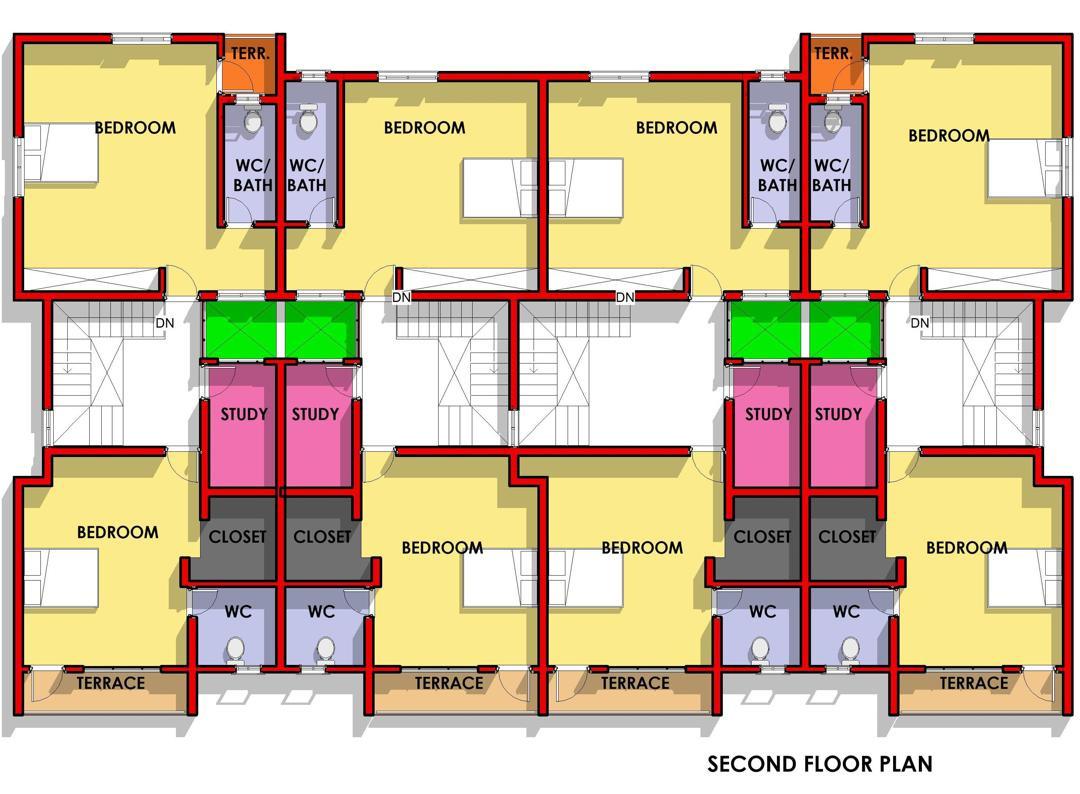 TERR.
TERR.
BEDROOM
BEDROOM
BEDROOM
BEDROOM
WC/
BATH
WC/
BATH
WC/
BATH
WC/
BATH
DN
DN
DN
DN
STUDY
STUDY
STUDY
STUDY
BEDROOM
CLOSET
CLOSET
BEDROOM
BEDROOM
CLOSET
CLOSET
BEDROOM
WC
WC
WC
WC
TERRACE
TERRACE
TERRACE
TERRACE
SECOND FLOOR PLAN